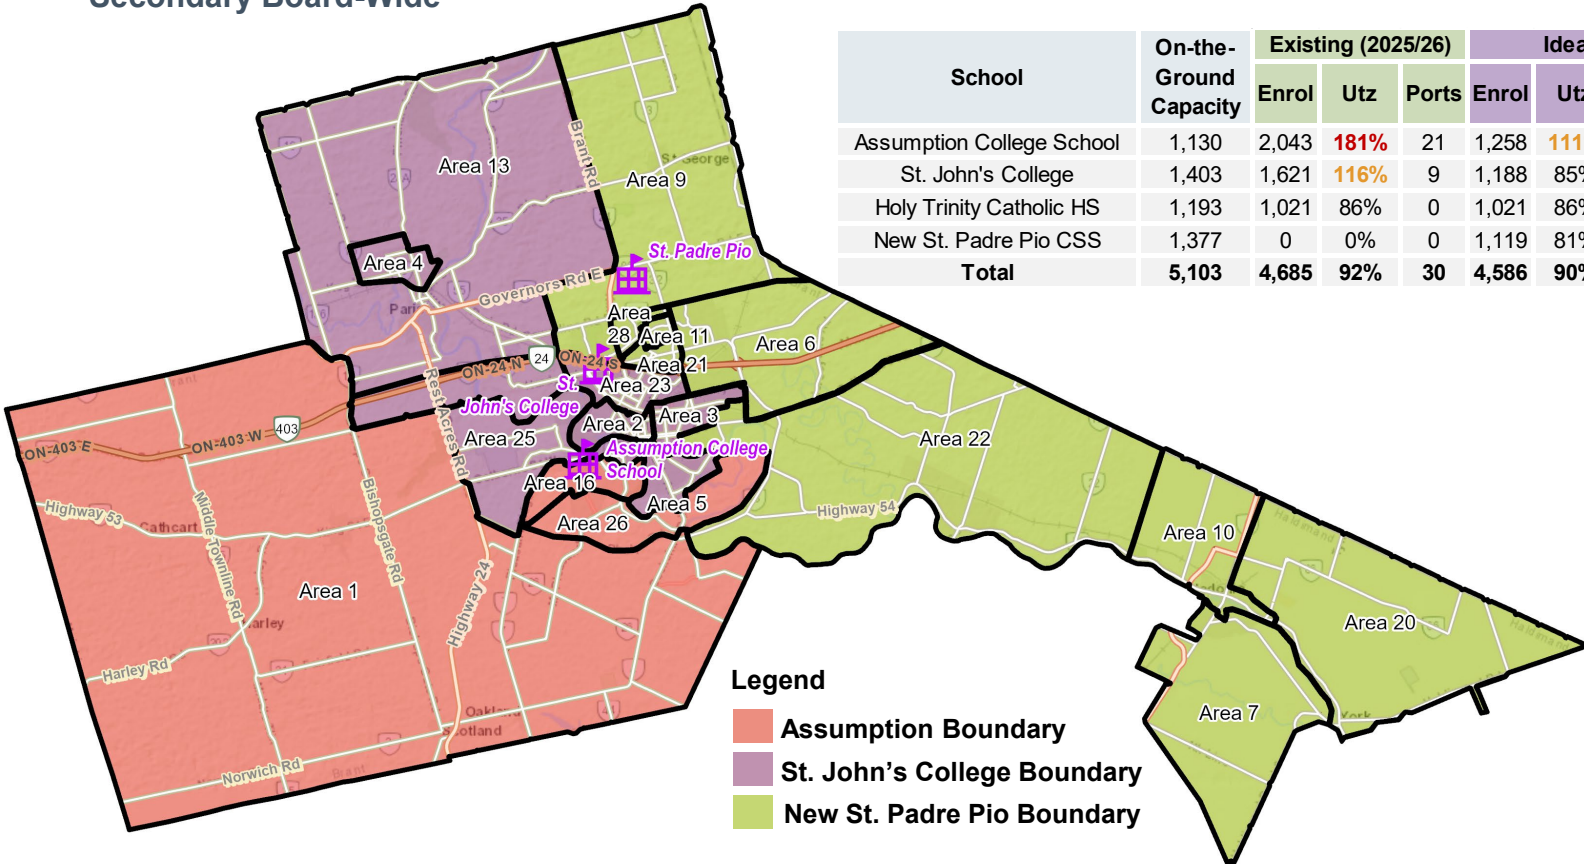 Secondary Board-Wide
School
On-the-Ground Capacity
Existing (2025/26)
Enrol Utz Ports Enrol
Assumption College School 1,130 2,043 181% 21 1,258
St. John's College 1,403 1,621 116% 9 1,188 85%
Holy Trinity Catholic HS 1,193 1,021 86% 0 1,021
New St. Padre Pio CSS 1,377 0 0% 0 1,119
Total 5,103 4,685 92% 30 4,586
Area 13
Brant Rd
St George
Area 9
Area 4
St. Padre Pio
Governors Rd E
Area 28
Area 11
Area 6
24
ON-24 N
ON-24 S
Area 21
Area 23
St. John's College
Rest Acres Rd
Area 2
Area 3
Area 25
Area 22
403
ON-403 E
ON-403 W
Assumption College School
Area 16
Area 5
Area 26
Highway 54
Highway 53
Cathcart
Middle Townline Rd
Bishopsgate Rd
Highway 24
Area 1
Area 10
Area 20
Harley Rd
Area 7
York
Norwich Rd
Brant
Legend
Assumption Boundary
St. John's College Boundary
New St. Padre Pio Boundary